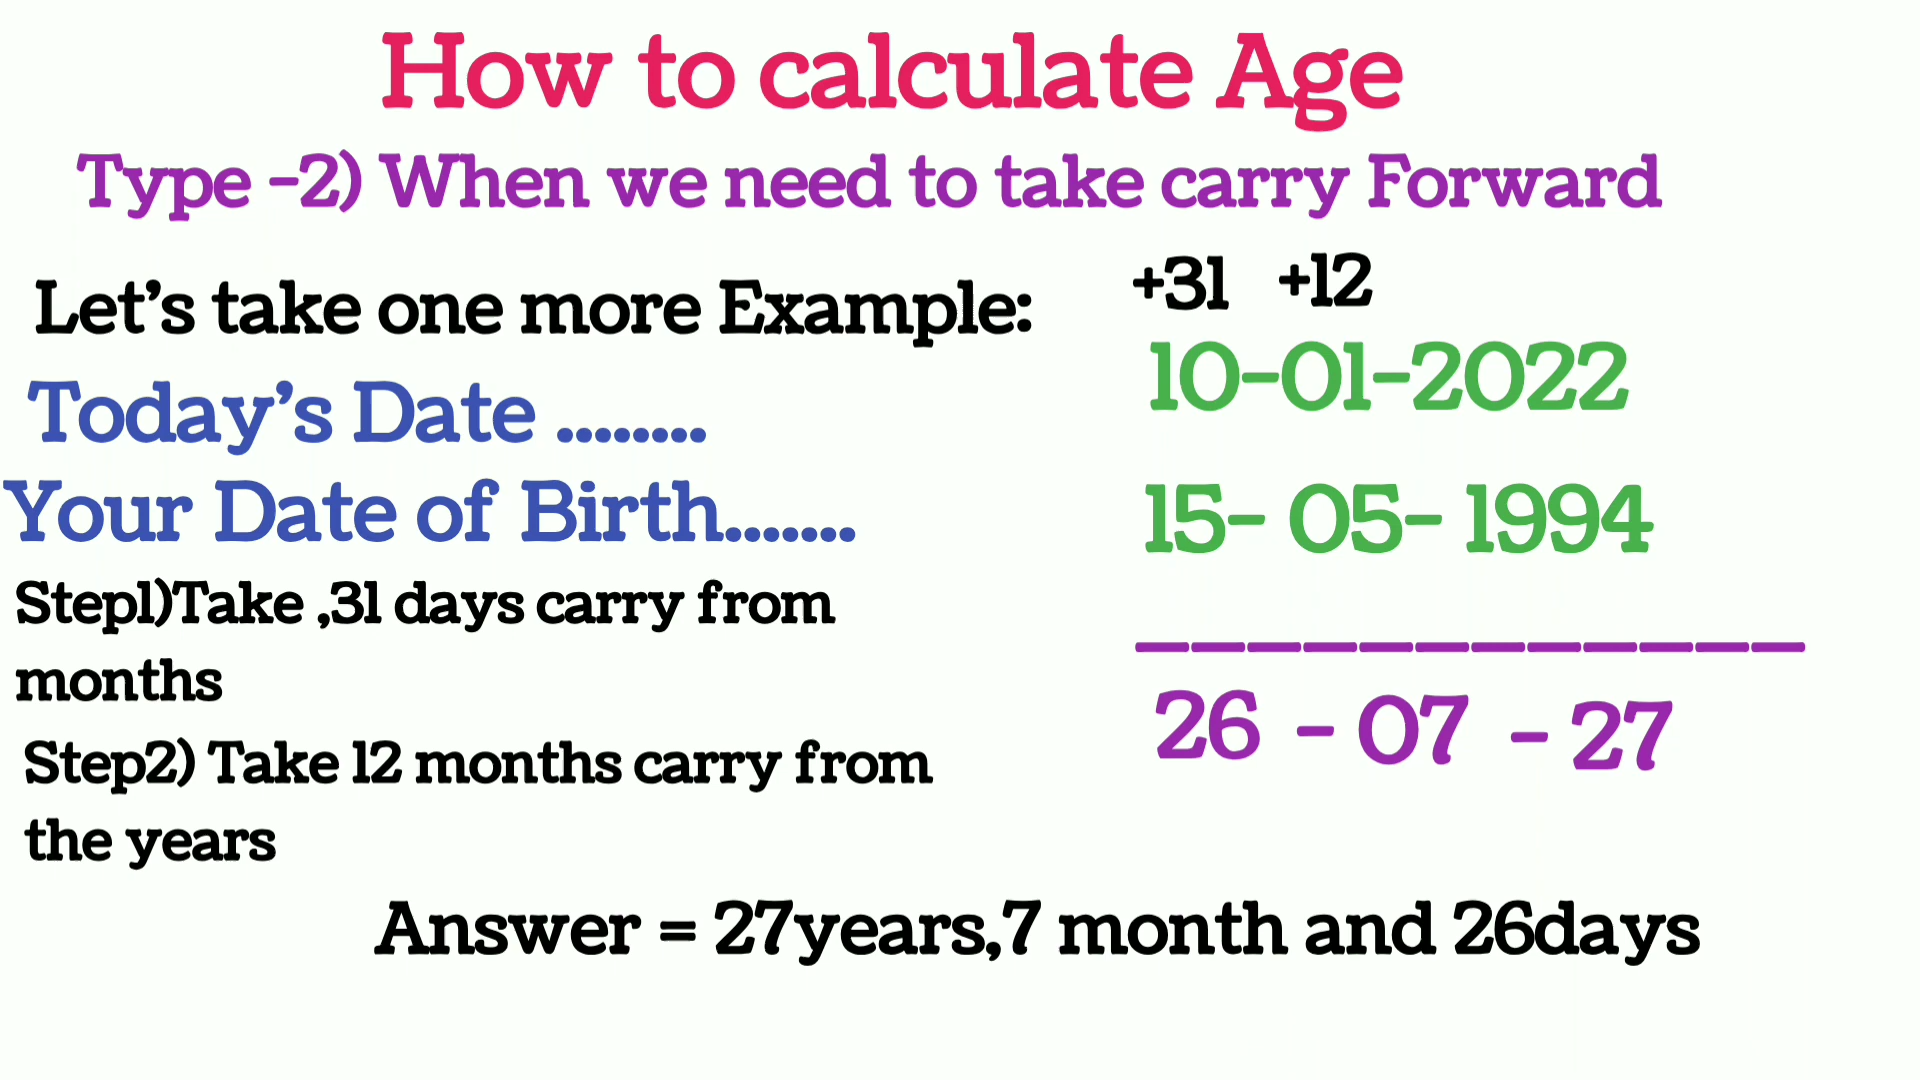 How to calculate Age
Type -2) When we need to take carry Forward
Let's take one more Example:
Today's Date ........
Your Date of Birth.......
Step1)Take ,31 days carry from
months
Step2) Take 12 months carry from
the years
+31 +12
10-01-2022
15- 05- 1994
____________
26 - 07 - 27
Answer = 27years,7 month and 26days